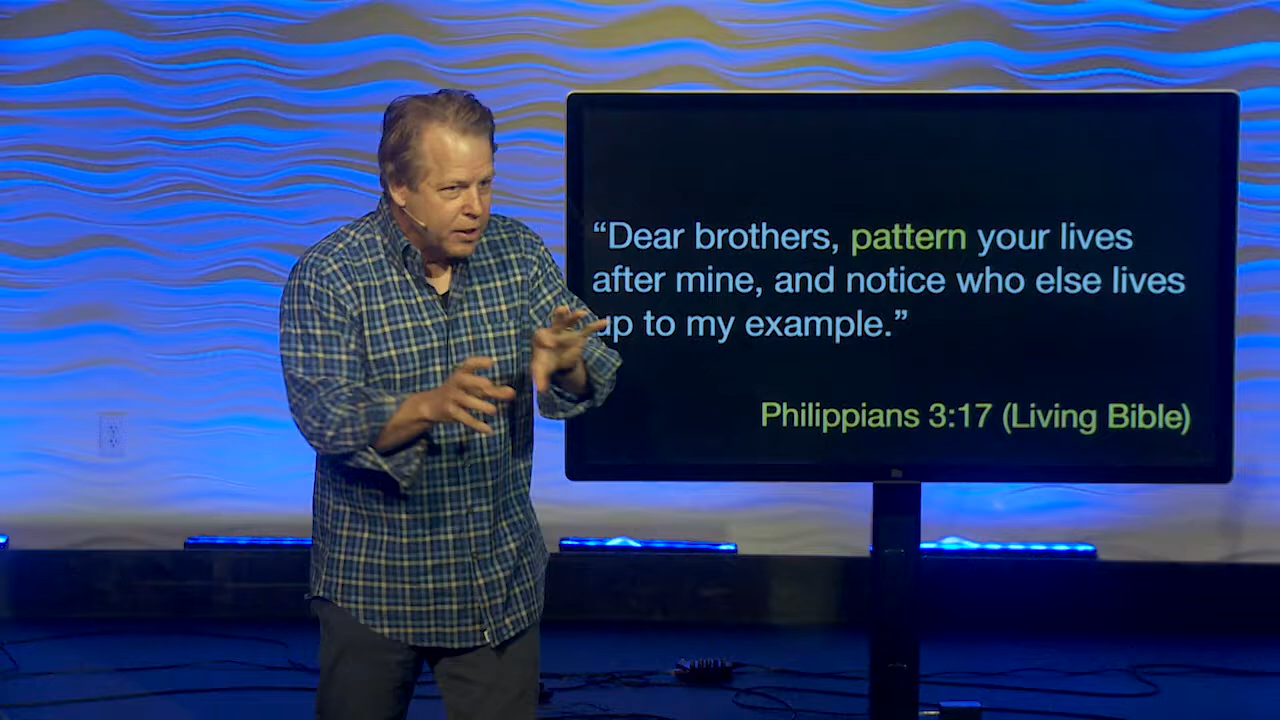 “Dear brothers, pattern your lives
after mine, and notice who else lives
up to my example.”
Philippians 3:17 (Living Bible)